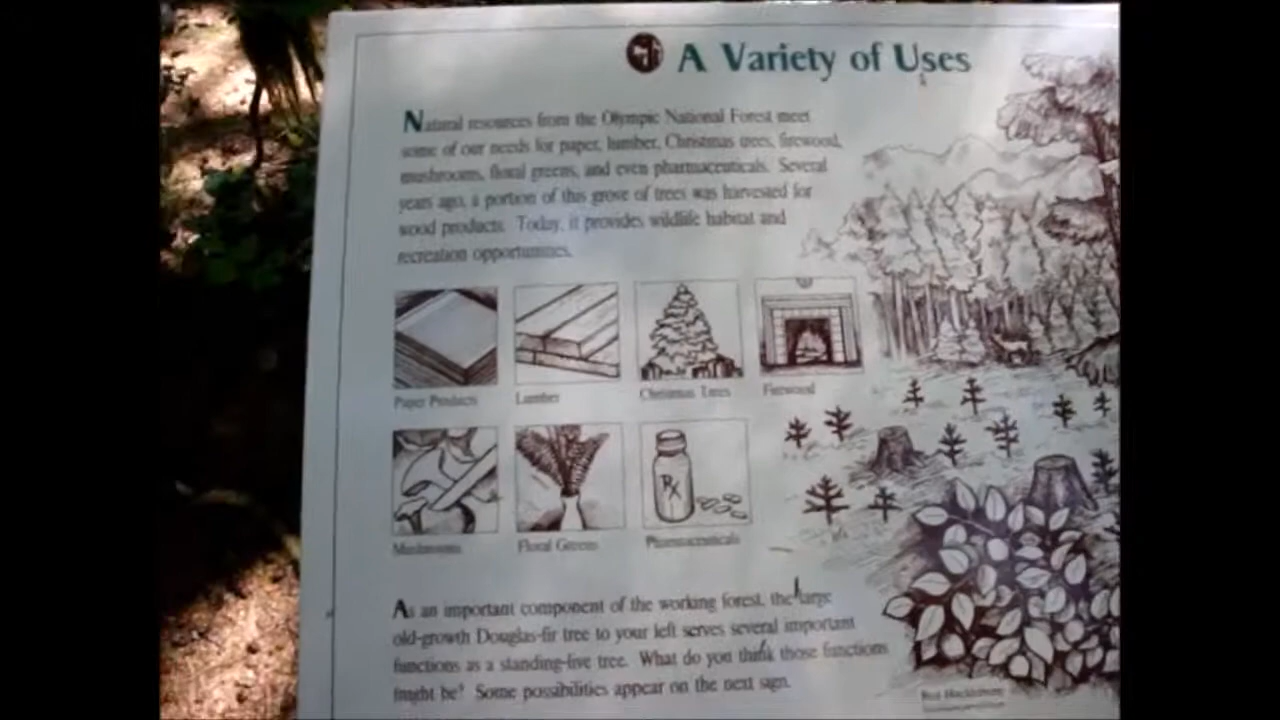 A Variety of Uses
Natural resources from the Olympic National Forest meet
some of our needs for paper, lumber, Christmas trees, firewood,
mushrooms, floral greens, and even pharmaceuticals. Several
years ago, a portion of this grove of trees was harvested for
wood products. Today, it provides wildlife habitat and
recreation opportunities.
Paper Products Lumber Christmas Trees Firewood
Rx
Mushrooms Floral Greens Pharmaceuticals
As an important component of the working forest, the large
old-growth Douglas-fir tree to your left serves several important
functions as a standing-live tree. What do you think those functions
might be? Some possibilities appear on the next sign.
Red Huckleberry